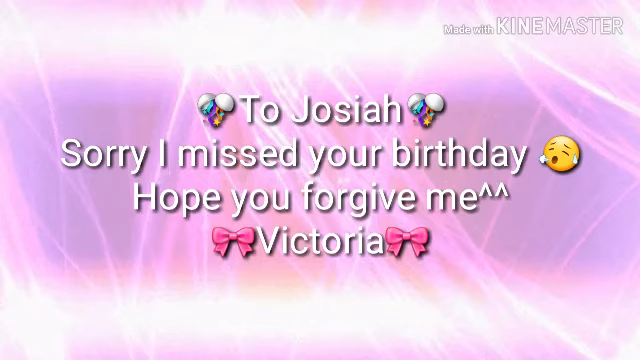 Made with KINEMASTER
🎊To Josiah🎊
Sorry I missed your birthday 😥
Hope you forgive me^^
🎀Victoria🎀